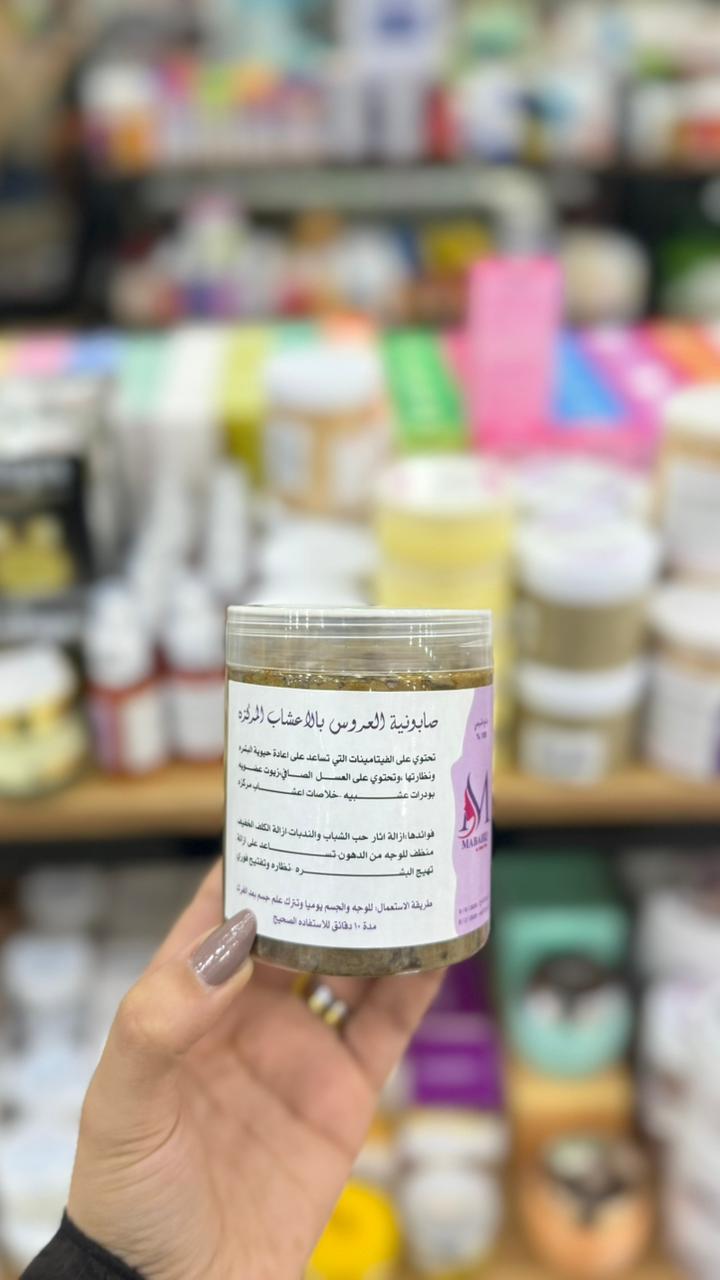 صابونية العروس بالاعشاب المركزه
تحتوي على الفيتامينات التي تساعد على اعادة حيوية البشره
ونظارتها ،وتحتوي على العسل الصافي،زيوت عضويه
بودرات عشبيه ،خلاصات اعشاب مركزه
فوائدها:ازالة اثار حب الشباب والندبات،ازالة الكلف الخفيف
منظف للوجه من الدهون،تساعد على ازالة
تهيج البشره ،نظاره وتفتيح فوري
طريقة الاستعمال: للوجه والجسم يوميا وتترك علم جسم بعد الفرك
مدة ١٠ دقائق للاستفاده الصحيح
% 100
M